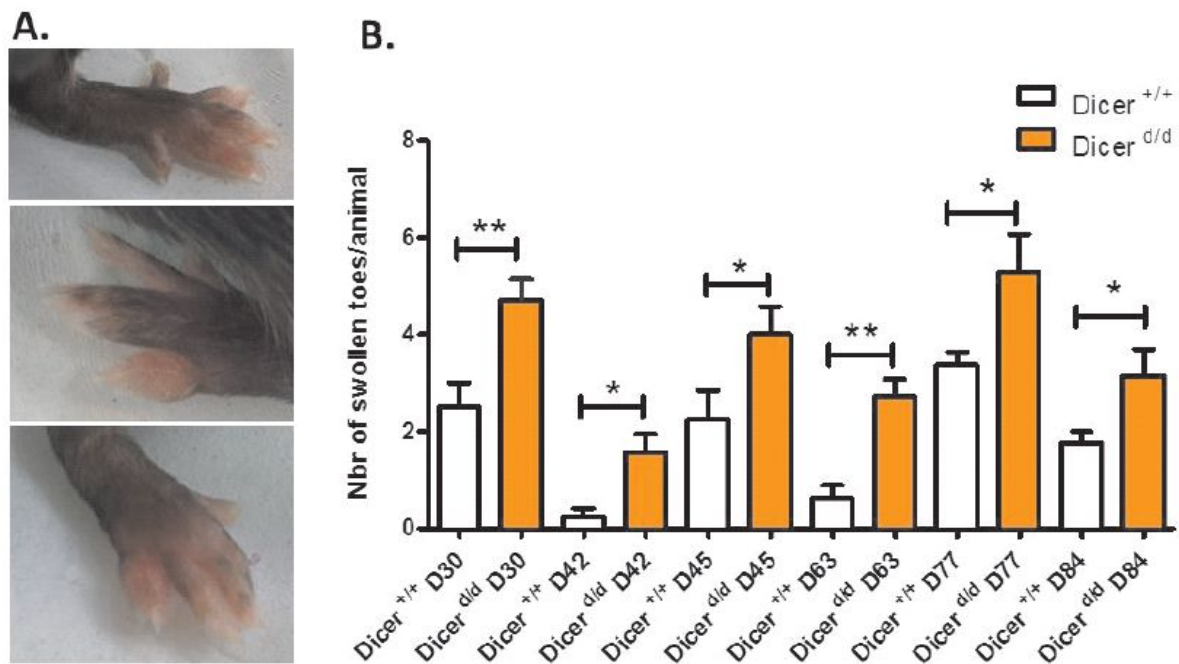 A.
B.
Dicer +/+
Dicer d/d
Nbr of swollen toes/animal
8
6
4
2
0
**
*
*
**
*
*
Dicer +/+ D30
Dicer d/d D30
Dicer +/+ D42
Dicer d/d D42
Dicer +/+ D45
Dicer d/d D45
Dicer +/+ D63
Dicer d/d D63
Dicer +/+ D77
Dicer d/d D77
Dicer +/+ D84
Dicer d/d D84